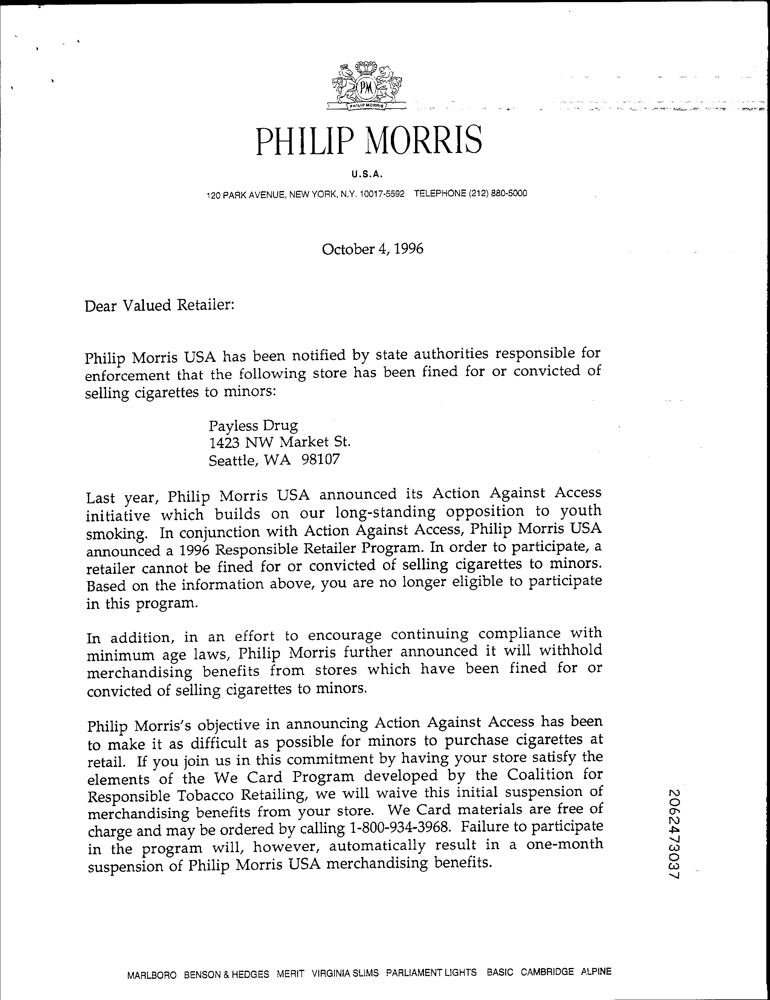 PM
PHILIP MORRIS
PHILIP MORRIS
U.S.A.
120 PARK AVENUE, NEW YORK, N.Y. 10017-5592 TELEPHONE (212) 880-5000
October 4, 1996
Dear Valued Retailer:
Philip Morris USA has been notified by state authorities responsible for
enforcement that the following store has been fined for or convicted of
selling cigarettes to minors:
Payless Drug
1423 NW Market St.
Seattle, WA 98107
Last year, Philip Morris USA announced its Action Against Access
initiative which builds on our long-standing opposition to youth
smoking. In conjunction with Action Against Access, Philip Morris USA
announced a 1996 Responsible Retailer Program. In order to participate, a
retailer cannot be fined for or convicted of selling cigarettes to minors.
Based on the information above, you are no longer eligible to participate
in this program.
In addition, in an effort to encourage continuing compliance with
minimum age laws, Philip Morris further announced it will withhold
merchandising benefits from stores which have been fined for or
convicted of selling cigarettes to minors.
Philip Morris's objective in announcing Action Against Access has been
to make it as difficult as possible for minors to purchase cigarettes at
retail. If you join us in this commitment by having your store satisfy the
elements of the We Card Program developed by the Coalition for
Responsible Tobacco Retailing, we will waive this initial suspension of
merchandising benefits from your store. We Card materials are free of
charge and may be ordered by calling 1-800-934-3968. Failure to participate
in the program will, however, automatically result in a one-month
suspension of Philip Morris USA merchandising benefits.
2062473037
MARLBORO BENSON & HEDGES MERIT VIRGINIA SLIMS PARLIAMENT LIGHTS BASIC CAMBRIDGE ALPINE